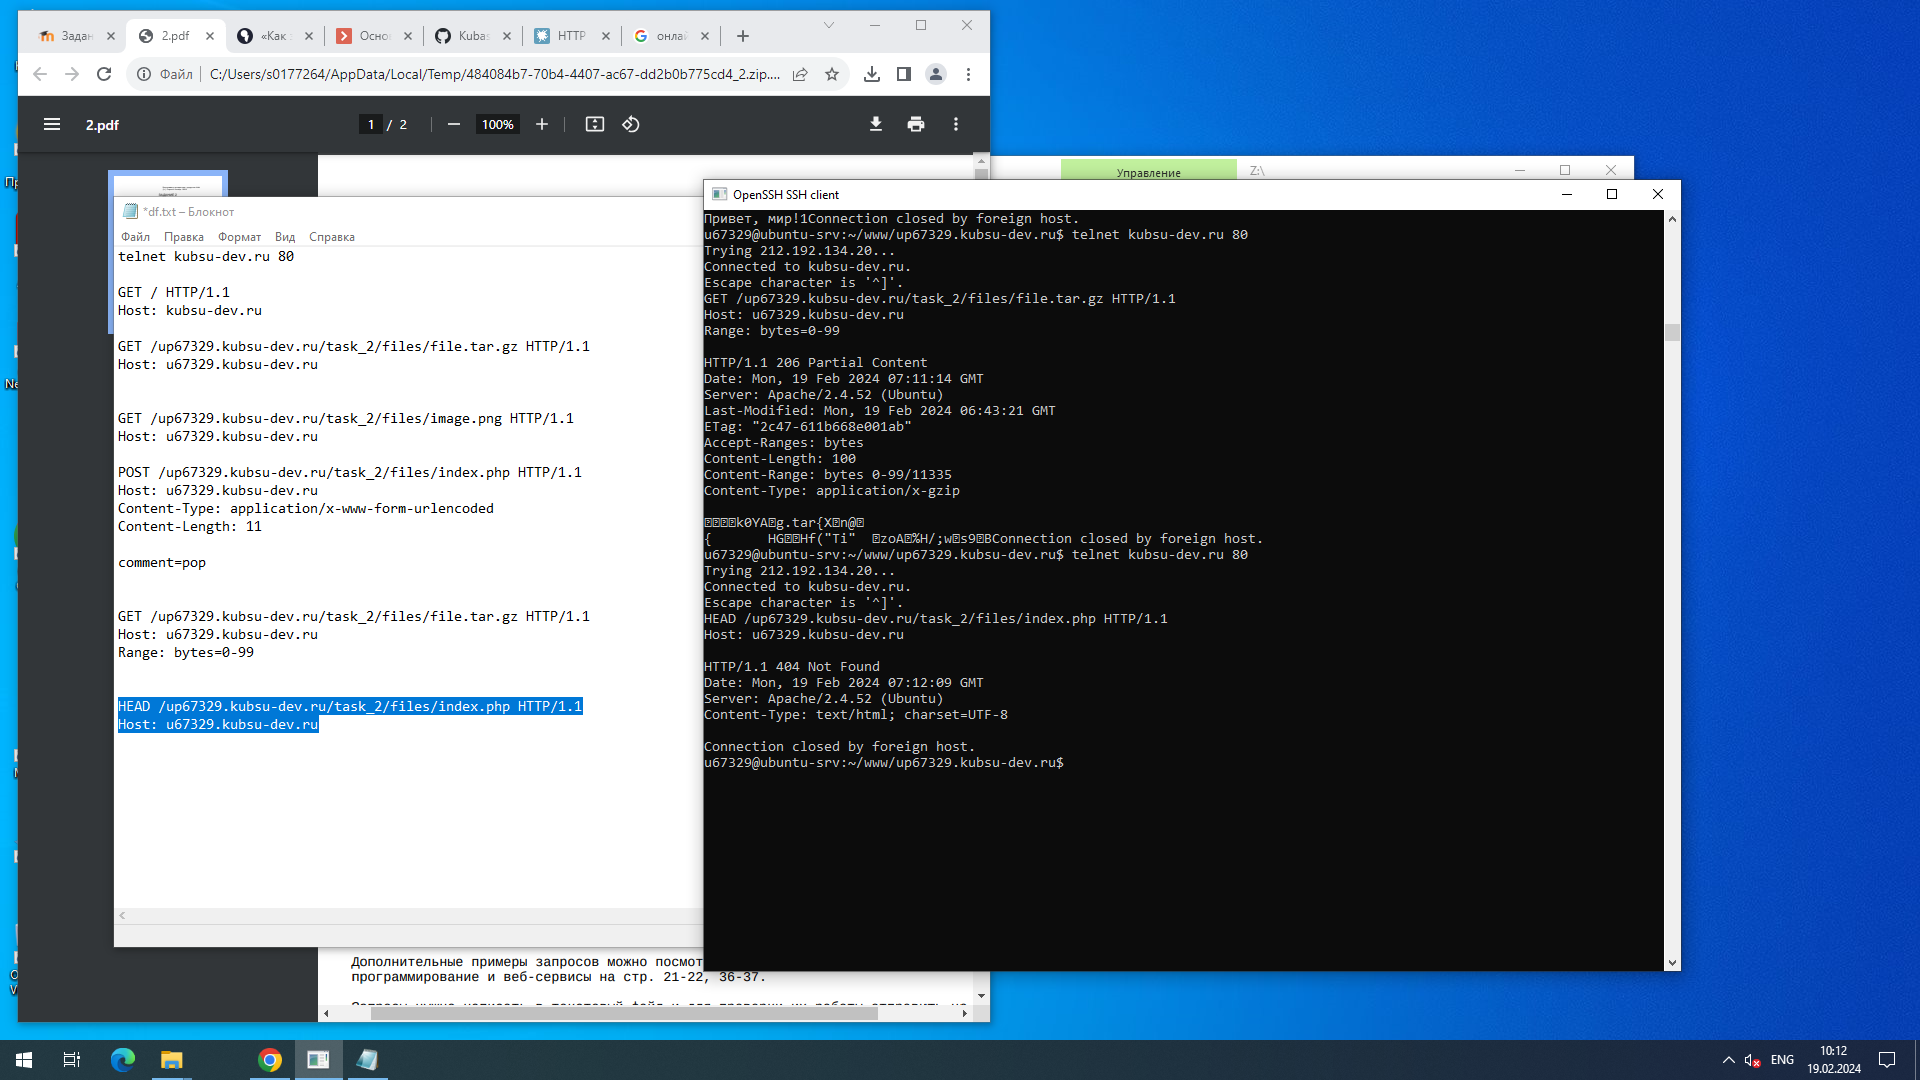 Задан
2.pdf
«Как
Осно
Kuba
HTTP
онла
Файл
C:/Users/s0177264/AppData/Local/Temp/484084b7-70b4-4407-ac67-dd2b0b775cd4_2.zip....
2.pdf
1 / 2
100%
Управление
Z:\
*df.txt – Блокнот
Файл Правка Формат Вид Справка
telnet kubsu-dev.ru 80
GET / HTTP/1.1
Host: kubsu-dev.ru
GET /up67329.kubsu-dev.ru/task_2/files/file.tar.gz HTTP/1.1
Host: u67329.kubsu-dev.ru
GET /up67329.kubsu-dev.ru/task_2/files/image.png HTTP/1.1
Host: u67329.kubsu-dev.ru
POST /up67329.kubsu-dev.ru/task_2/files/index.php HTTP/1.1
Host: u67329.kubsu-dev.ru
Content-Type: application/x-www-form-urlencoded
Content-Length: 11
comment=pop
GET /up67329.kubsu-dev.ru/task_2/files/file.tar.gz HTTP/1.1
Host: u67329.kubsu-dev.ru
Range: bytes=0-99
HEAD /up67329.kubsu-dev.ru/task_2/files/index.php HTTP/1.1
Host: u67329.kubsu-dev.ru
OpenSSH SSH client
Привет, мир!1Connection closed by foreign host.
u67329@ubuntu-srv:~/www/up67329.kubsu-dev.ru$ telnet kubsu-dev.ru 80
Trying 212.192.134.20...
Connected to kubsu-dev.ru.
Escape character is '^]'.
GET /up67329.kubsu-dev.ru/task_2/files/file.tar.gz HTTP/1.1
Host: u67329.kubsu-dev.ru
Range: bytes=0-99
HTTP/1.1 206 Partial Content
Date: Mon, 19 Feb 2024 07:11:14 GMT
Server: Apache/2.4.52 (Ubuntu)
Last-Modified: Mon, 19 Feb 2024 06:43:21 GMT
ETag: "2c47-611b668e001ab"
Accept-Ranges: bytes
Content-Length: 100
Content-Range: bytes 0-99/11335
Content-Type: application/x-gzip
k0YA g.tar{X n@
{ HG Hf("Ti" zoA %H/;w s9 BConnection closed by foreign host.
u67329@ubuntu-srv:~/www/up67329.kubsu-dev.ru$ telnet kubsu-dev.ru 80
Trying 212.192.134.20...
Connected to kubsu-dev.ru.
Escape character is '^]'.
HEAD /up67329.kubsu-dev.ru/task_2/files/index.php HTTP/1.1
Host: u67329.kubsu-dev.ru
HTTP/1.1 404 Not Found
Date: Mon, 19 Feb 2024 07:12:09 GMT
Server: Apache/2.4.52 (Ubuntu)
Content-Type: text/html; charset=UTF-8
Connection closed by foreign host.
u67329@ubuntu-srv:~/www/up67329.kubsu-dev.ru$
Дополнительные примеры запросов можно посмот
программирование и веб-сервисы на стр. 21-22, 36-37.
ENG
10:12
19.02.2024